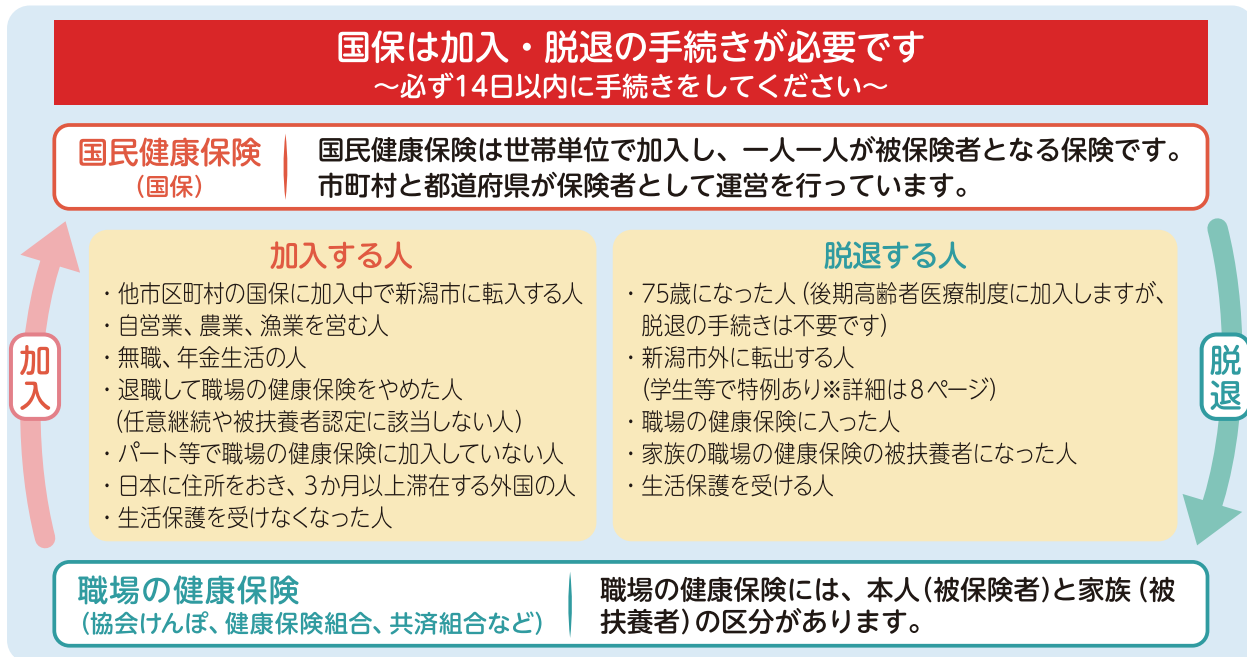 国保は加入・脱退の手続きが必要です
～必ず14日以内に手続きをしてください～
国民健康保険
（国保）
国民健康保険は世帯単位で加入し、一人一人が被保険者となる保険です。
市町村と都道府県が保険者として運営を行っています。
加入
加入する人
・他市区町村の国保に加入中で新潟市に転入する人
・自営業、農業、漁業を営む人
・無職、年金生活の人
・退職して職場の健康保険をやめた人
（任意継続や被扶養者認定に該当しない人）
・パート等で職場の健康保険に加入していない人
・日本に住所をおき、３か月以上滞在する外国の人
・生活保護を受けなくなった人
脱退する人
・75歳になった人（後期高齢者医療制度に加入しますが、
脱退の手続きは不要です）
・新潟市外に転出する人
（学生等で特例あり※詳細は８ページ）
・職場の健康保険に入った人
・家族の職場の健康保険の被扶養者になった人
・生活保護を受ける人
脱退
職場の健康保険
（協会けんぽ、健康保険組合、共済組合など）
職場の健康保険には、本人（被保険者）と家族（被
扶養者）の区分があります。